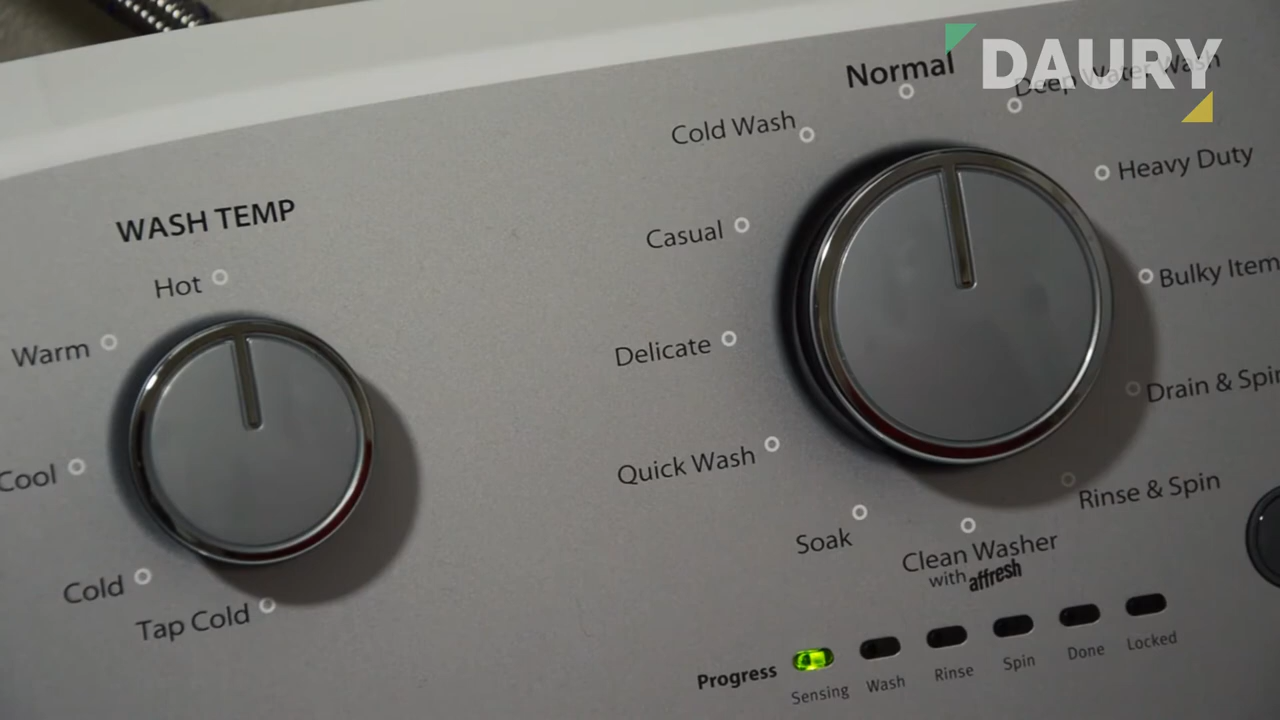 DAURY
Normal
Deep Water Wash
Cold Wash
Heavy Duty
WASH TEMP
Casual
Hot
Bulky Item
Warm
Delicate
Drain & Spin
Cool
Quick Wash
Rinse & Spin
Soak
Clean Washer
with affresh
Cold
Tap Cold
Progress
Sensing
Wash
Rinse
Spin
Done
Locked